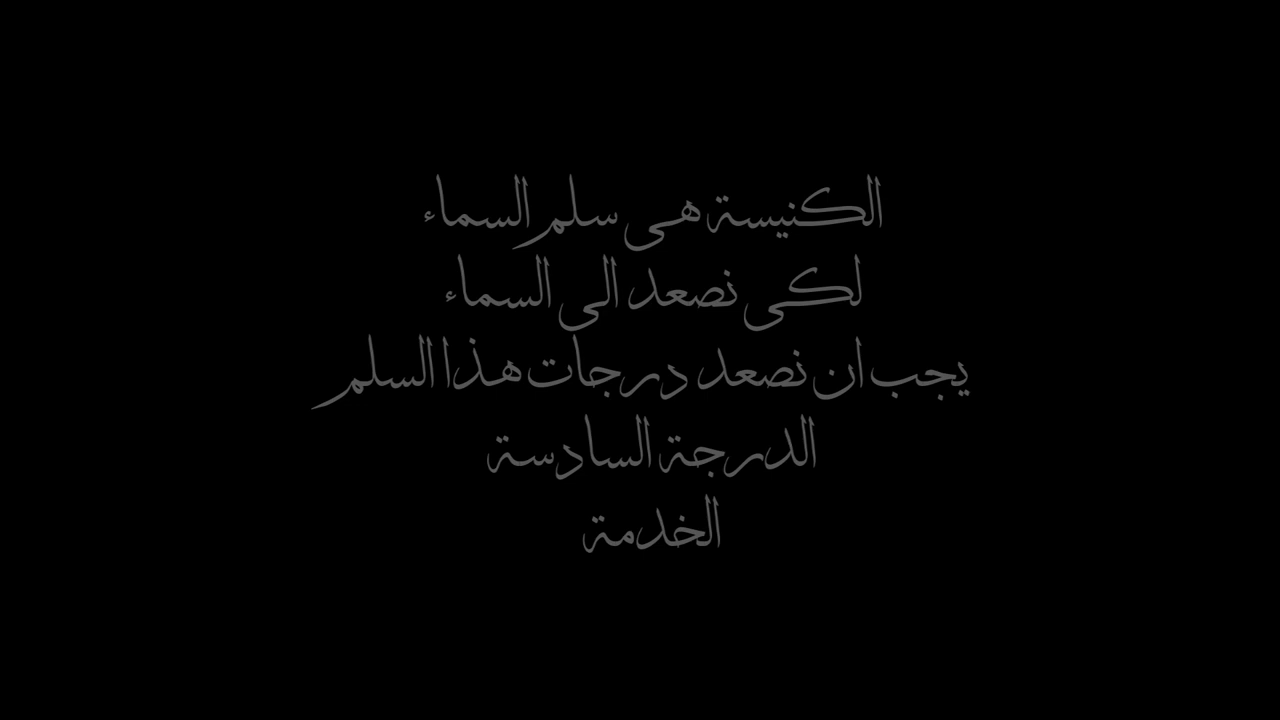 الكنيسة هى سلم السماء
لكى نصعد الى السماء
يجب ان نصعد درجات هذا السلم
الدرجة السادسة
الخدمة